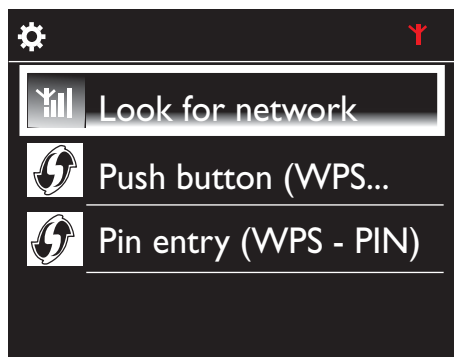 Look for network
Push button (WPS...
Pin entry (WPS - PIN)